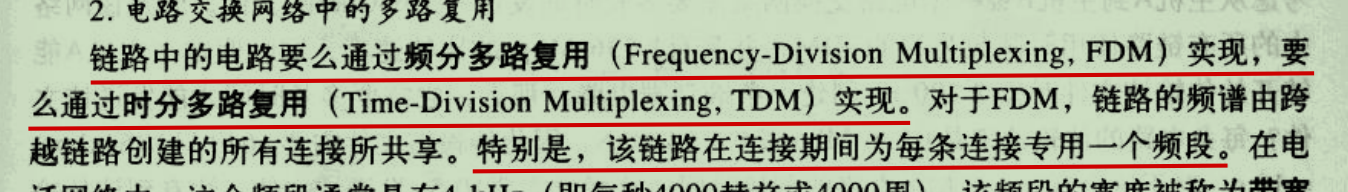 2. 电路交换网络中的多路复用
链路中的电路要么通过频分多路复用（Frequency-Division Multiplexing, FDM）实现，要
么通过时分多路复用（Time-Division Multiplexing, TDM）实现。对于FDM，链路的频谱由跨
越链路创建的所有连接所共享。特别是，该链路在连接期间为每条连接专用一个频段。在电